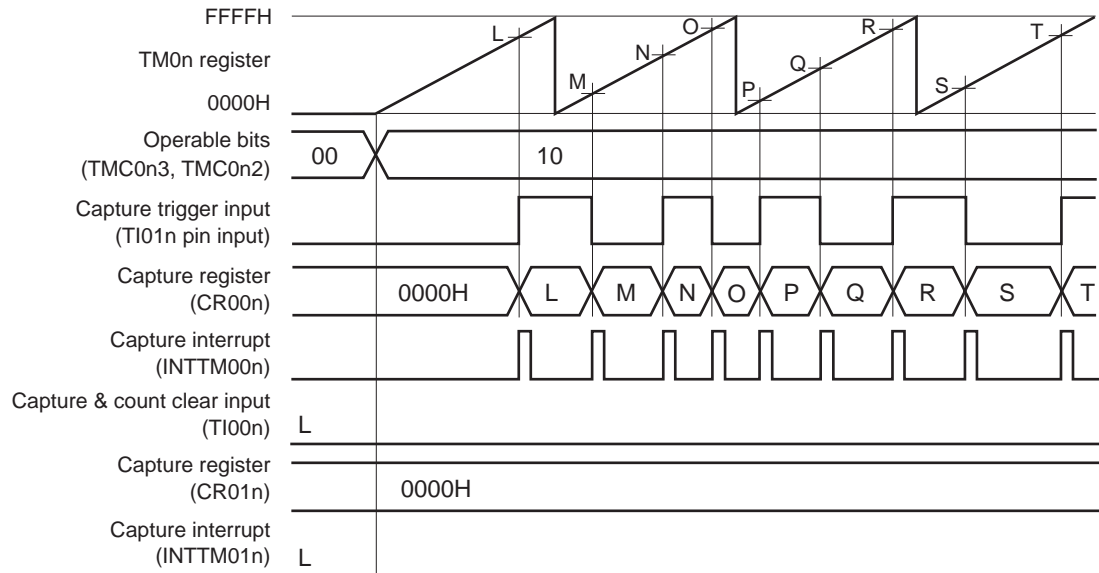 FFFFH
TM0n register
0000H
L
M
N
O
P
Q
R
S
T
Operable bits
(TMC0n3, TMC0n2)
00
10
Capture trigger input
(TI01n pin input)
Capture register
(CR00n)
0000H
L
M
N
O
P
Q
R
S
T
Capture interrupt
(INTTM00n)
Capture & count clear input
(TI00n)
L
Capture register
(CR01n)
0000H
Capture interrupt
(INTTM01n)
L